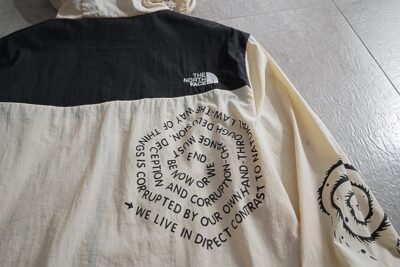 THE
NORTH
FACE
WE LIVE IN DIRECT CONTRAST TO NATURAL LAW-THE WAY OF THINGS IS CORRUPTED BY OUR OWN HAND THROUGH DELUSION, DECEPTION AND CORRUPTION. CHANGE MUST BE NOW OR WE END